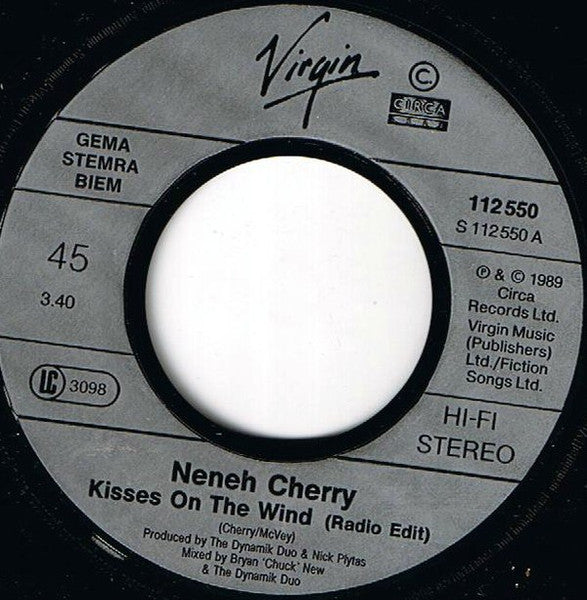 Virgin
C.
CIRCA
GEMA
STEMRA
BIEM
45
3.40
LC 3098
112 550
S 112 550 A
℗ & © 1989
Circa
Records Ltd.
Virgin Music
(Publishers)
Ltd./Fiction
Songs Ltd.
HI-FI
STEREO
Neneh Cherry
Kisses On The Wind (Radio Edit)
(Cherry/McVey)
Produced by The Dynamik Duo & Nick Plytas
Mixed by Bryan 'Chuck' New
& The Dynamik Duo